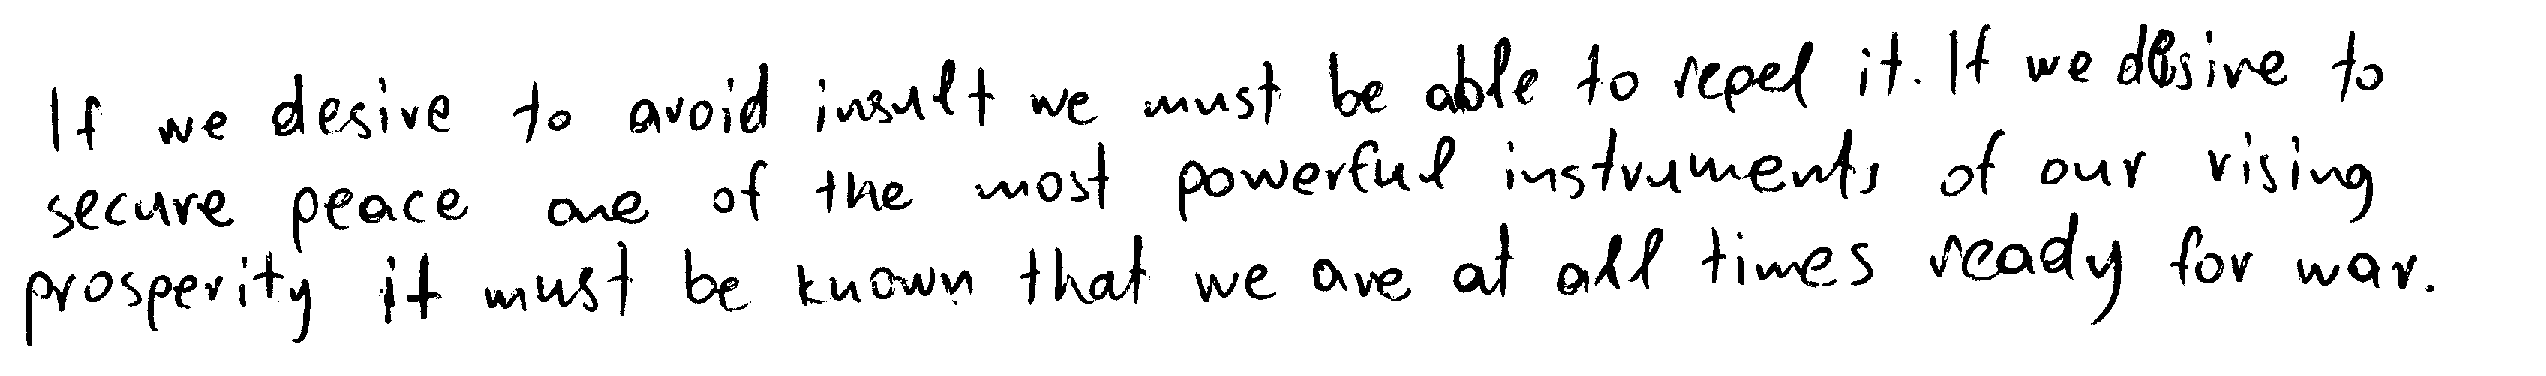 If we desire to avoid insult we must be able to repel it. If we desire to
secure peace one of the most powerful instruments of our rising
prosperity it must be known that we are at all times ready for war.